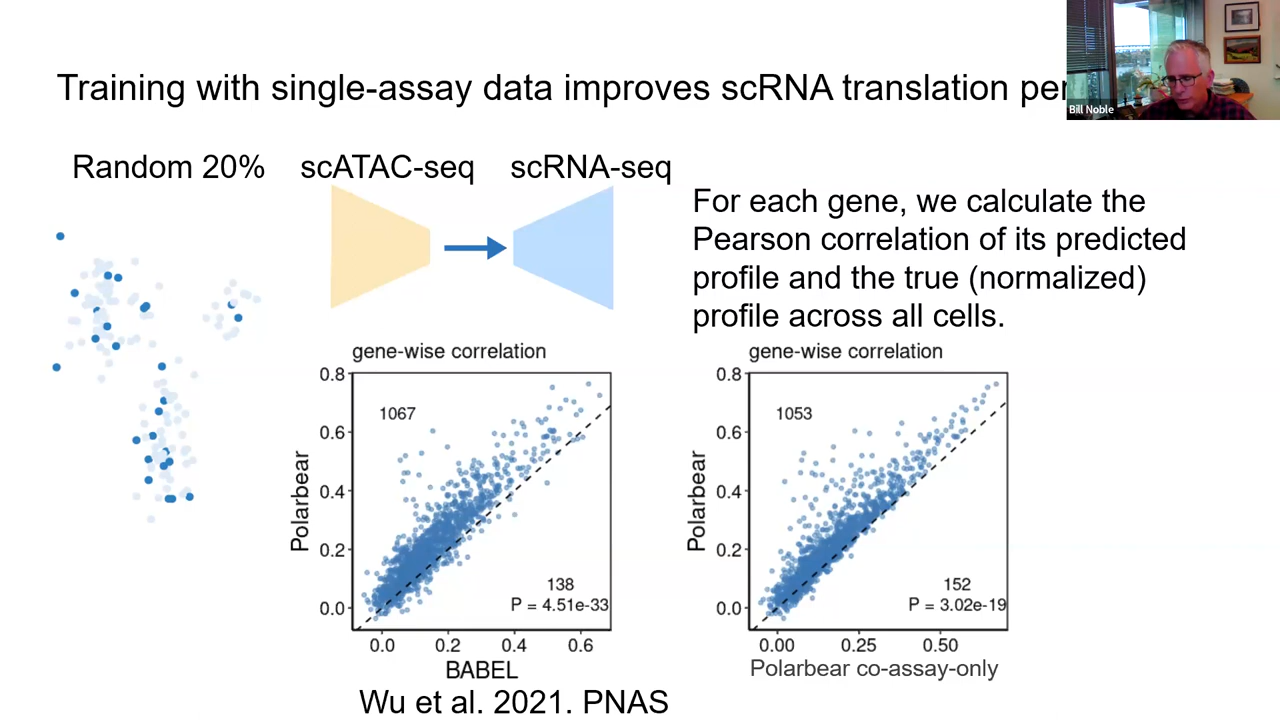 Training with single-assay data improves scRNA translation per
Bill Noble
Random 20% scATAC-seq scRNA-seq
For each gene, we calculate the
Pearson correlation of its predicted
profile and the true (normalized)
profile across all cells.
gene-wise correlation
0.8
0.6
0.4
0.2
0.0
Polarbear
1067
138
P = 4.51e-33
0.0 0.2 0.4 0.6
BABEL
gene-wise correlation
0.8
0.6
0.4
0.2
0.0
Polarbear
1053
152
P = 3.02e-19
0.00 0.25 0.50
Polarbear co-assay-only
Wu et al. 2021. PNAS